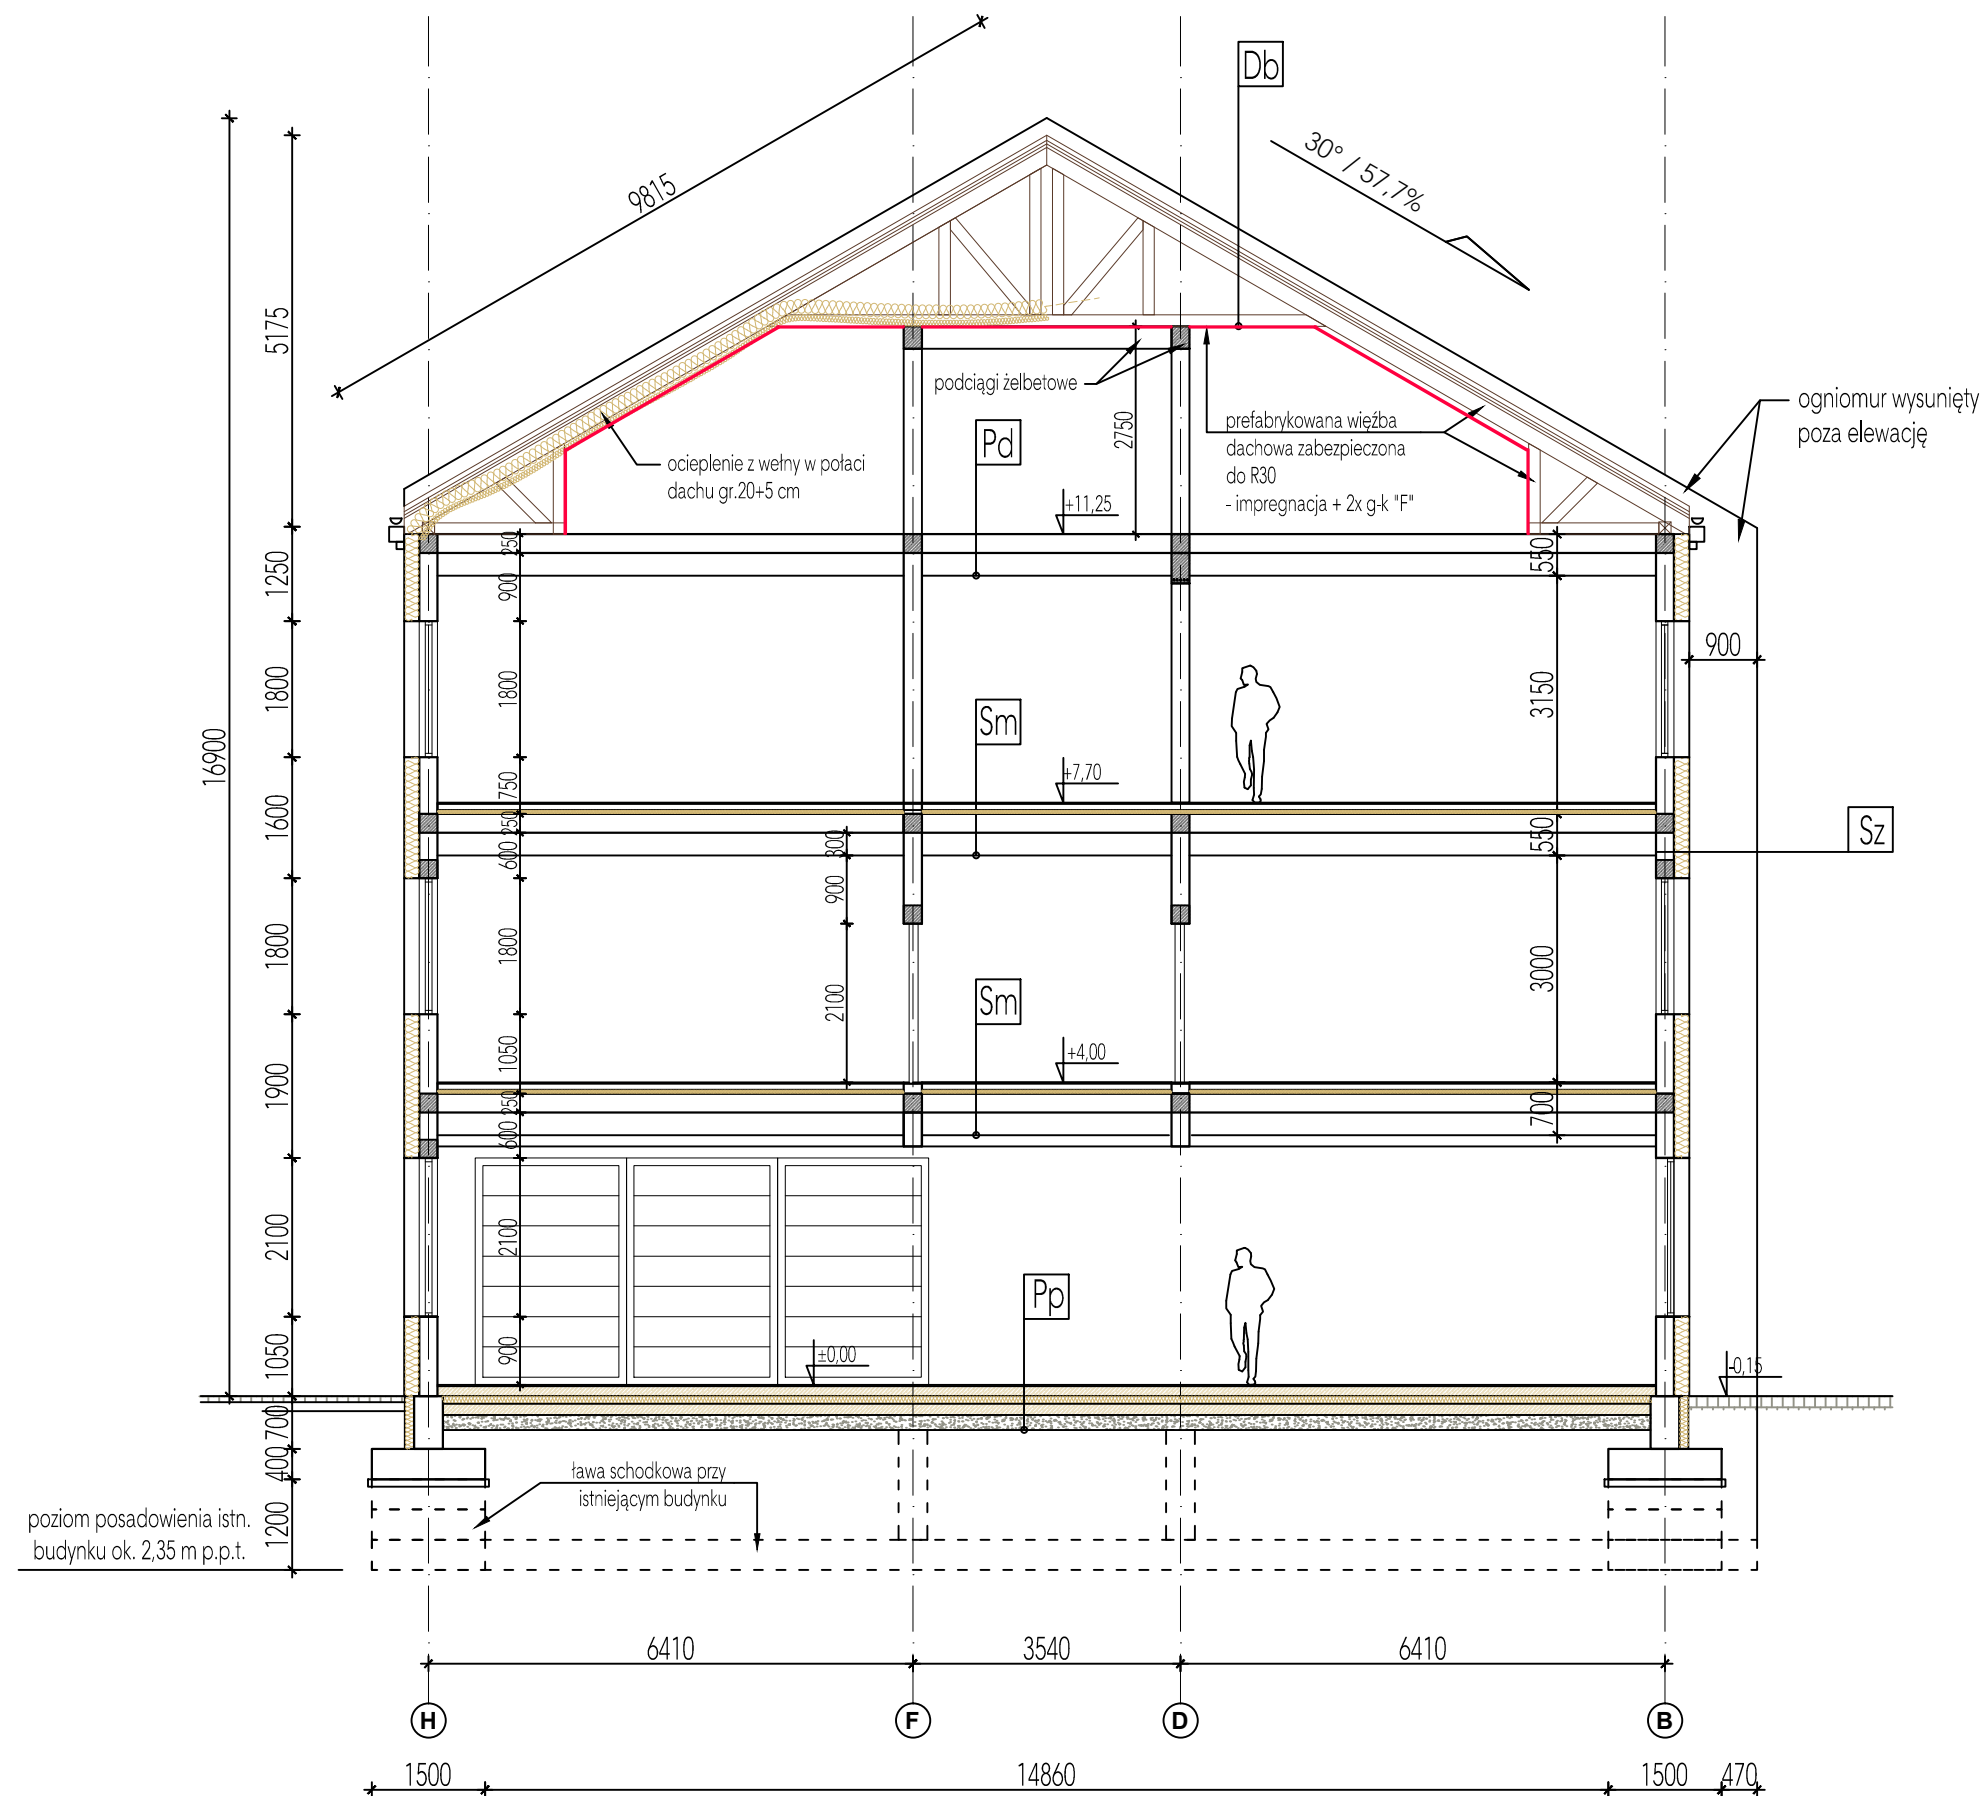 Db
30° / 57,7%
9815
5175
podciągi żelbetowe
2750
prefabrykowana więźba
dachowa zabezpieczona
do R30
- impregnacja + 2x g-k "F"
ogniomur wysunięty
poza elewację
Pd
ocieplenie z wełny w połaci
dachu gr.20+5 cm
+11,25
250
550
1250
900
900
1800
1800
3150
Sm
16900
+7,70
750
1600
250
300
550
600
Sz
900
1800
1800
3000
2100
Sm
1050
+4,00
1900
250
700
600
2100
2100
Pp
900
±0,00
1050
-0,15
700
400
ława schodkowa przy
istniejącym budynku
1200
poziom posadowienia istn.
budynku ok. 2,35 m p.p.t.
6410
3540
6410
H
F
D
B
1500
14860
1500
470